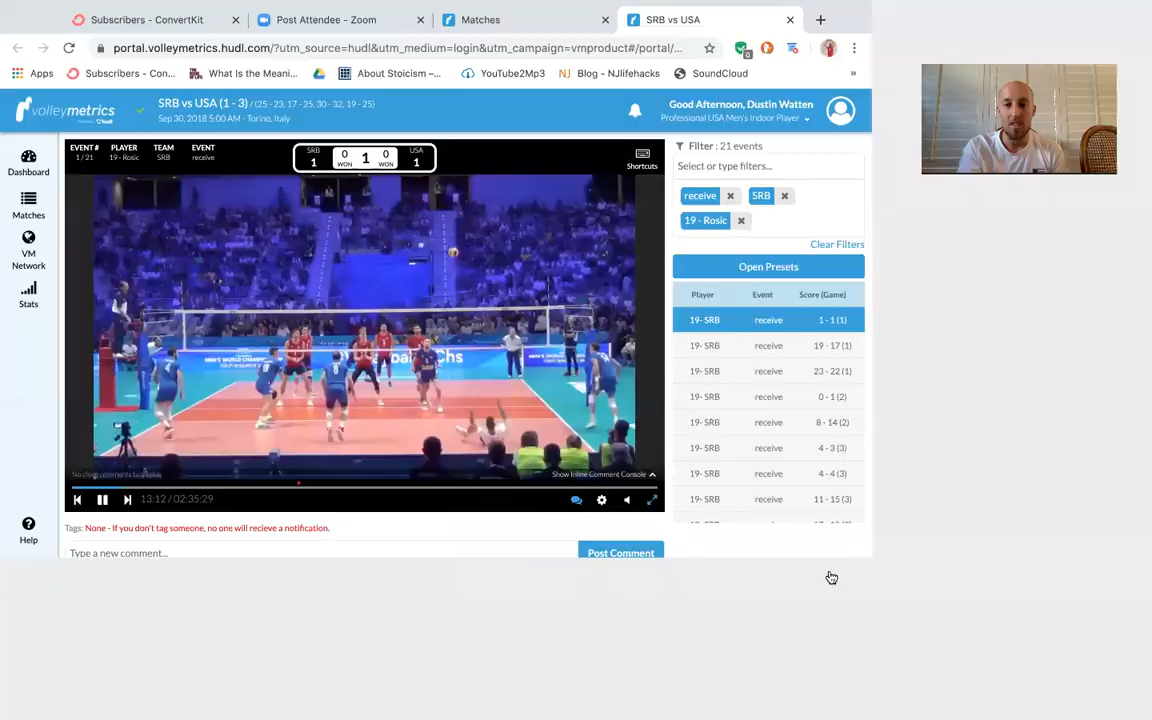 Subscribers - ConvertKit
Post Attendee - Zoom
Matches
SRB vs USA
portal.volleymetrics.hudl.com/?utm_source=hudl&utm_medium=login&utm_campaign=vmproduct#/portal/...
0
Apps
Subscribers - Con...
What Is the Meani...
About Stoicism –...
YouTube2Mp3
NJ Blog - NJlifehacks
SoundCloud
»
volleymetrics
hudl
SRB vs USA (1 - 3) / (25 - 23, 17 - 25, 30 - 32, 19 - 25)
Sep 30, 2018 5:00 AM - Torino, Italy
Good Afternoon, Dustin Watten
Professional USA Men's Indoor Player
Dashboard
Matches
VM
Network
Stats
Help
EVENT # PLAYER TEAM EVENT
1 / 21 19 - Rosic SRB receive
SRB 0 1 0 USA
1 WON WON 1
Shortcuts
Show Inline Comment Console
13:12 / 02:35:29
Tags: None - If you don't tag someone, no one will recieve a notification.
Type a new comment...
Post Comment
Filter : 21 events
Select or type filters...
receive
SRB
19 - Rosic
Clear Filters
Open Presets
Player Event Score (Game)
19- SRB receive 1 - 1 (1)
19- SRB receive 19 - 17 (1)
19- SRB receive 23 - 22 (1)
19- SRB receive 0 - 1 (2)
19- SRB receive 8 - 14 (2)
19- SRB receive 4 - 3 (3)
19- SRB receive 4 - 4 (3)
19- SRB receive 11 - 15 (3)